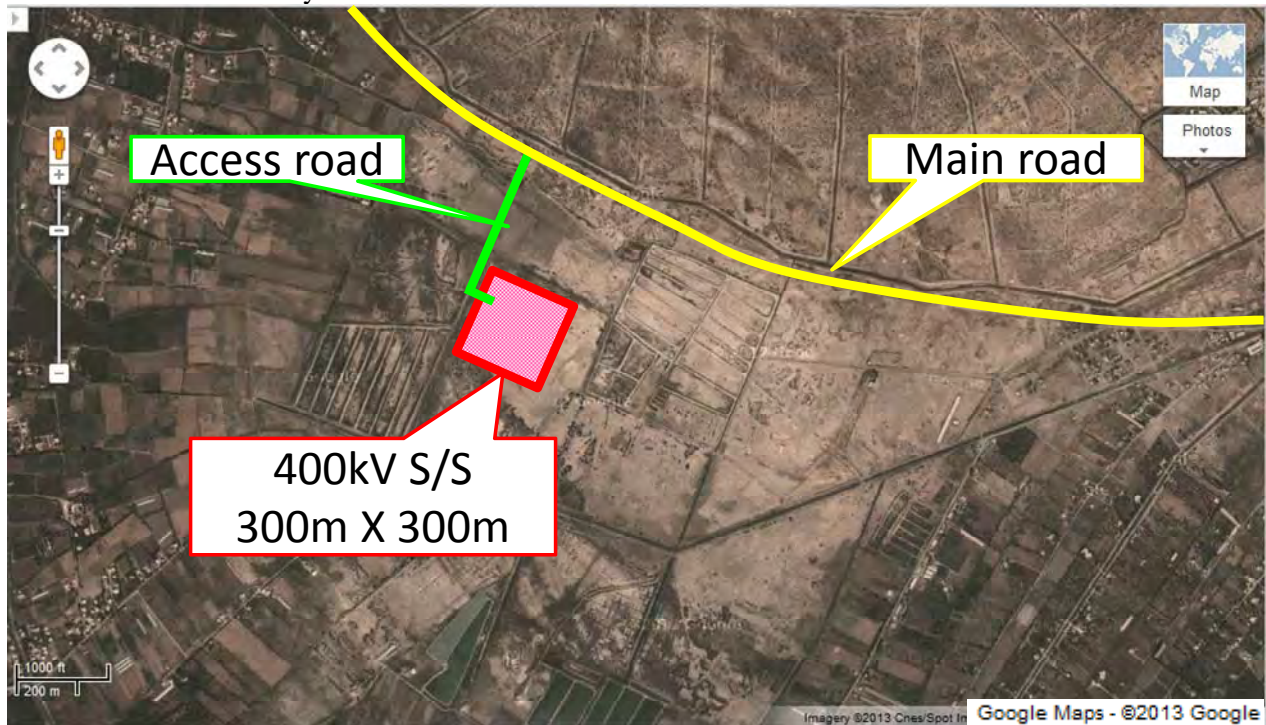 Map
Photos
Access road
Main road
400kV S/S
300m X 300m
1000 ft
200 m
Imagery ©2013 Cnes/Spot Im
Google Maps - ©2013 Google